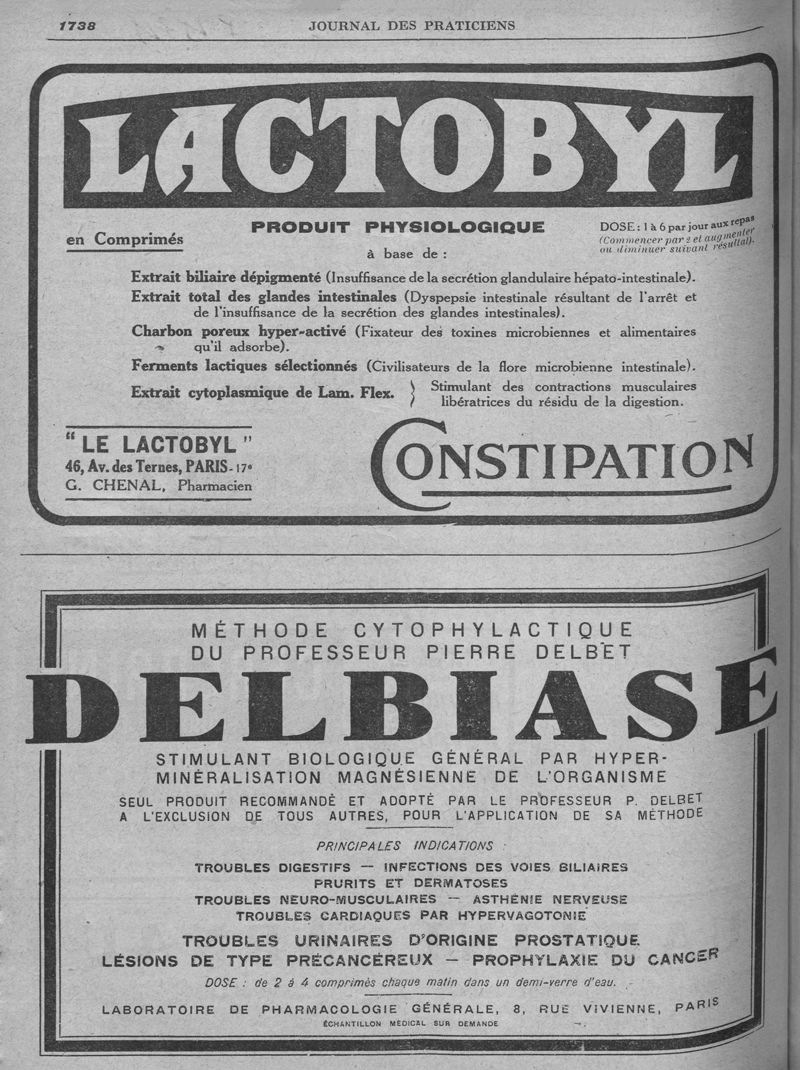 1738
JOURNAL DES PRATICIENS
LACTOBYL
en Comprimés
PRODUIT PHYSIOLOGIQUE
à base de :
DOSE : 1 à 6 par jour aux repas
(Commencer par 2 et augmenter
ou diminuer suivant résultat).
Extrait biliaire dépigmenté (Insuffisance de la secrétion glandulaire hépato-intestinale).
Extrait total des glandes intestinales (Dyspepsie intestinale résultant de l'arrêt et
de l'insuffisance de la secrétion des glandes intestinales).
Charbon poreux hyper-activé (Fixateur des toxines microbiennes et alimentaires
qu'il adsorbe).
Ferments lactiques sélectionnés (Civilisateurs de la flore microbienne intestinale).
Extrait cytoplasmique de Lam. Flex. } Stimulant des contractions musculaires
libératrices du résidu de la digestion.
" LE LACTOBYL "
46, Av. des Ternes, PARIS-17e
G. CHENAL, Pharmacien
CONSTIPATION
MÉTHODE CYTOPHYLACTIQUE
DU PROFESSEUR PIERRE DELBET
DELBIASE
STIMULANT BIOLOGIQUE GÉNÉRAL PAR HYPER-
MINÉRALISATION MAGNÉSIENNE DE L'ORGANISME
SEUL PRODUIT RECOMMANDÉ ET ADOPTÉ PAR LE PROFESSEUR P. DELBET
A L'EXCLUSION DE TOUS AUTRES, POUR L'APPLICATION DE SA MÉTHODE
PRINCIPALES INDICATIONS :
TROUBLES DIGESTIFS — INFECTIONS DES VOIES BILIAIRES
PRURITS ET DERMATOSES
TROUBLES NEURO-MUSCULAIRES — ASTHÉNIE NERVEUSE
TROUBLES CARDIAQUES PAR HYPERVAGOTONIE
TROUBLES URINAIRES D'ORIGINE PROSTATIQUE
LÉSIONS DE TYPE PRÉCANCÉREUX — PROPHYLAXIE DU CANCER
DOSE : de 2 à 4 comprimés chaque matin dans un demi-verre d'eau.
LABORATOIRE DE PHARMACOLOGIE GÉNÉRALE, 8, RUE VIVIENNE, PARIS
ÉCHANTILLON MÉDICAL SUR DEMANDE